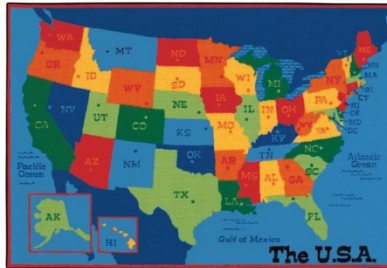 WA
MT
ND
MN
ME
VT
OR
ID
SD
WI
MI
NY
WY
IA
PA
NE
NV
UT
IL
IN
OH
CA
CO
KS
MO
KY
VA
NC
TN
AZ
NM
OK
AR
SC
MS
AL
GA
TX
LA
FL
AK
HI
NH
MA
CT
NJ
DE
MD
DC
Pacific
Ocean
Atlantic
Ocean
Gulf of Mexico
The U.S.A.